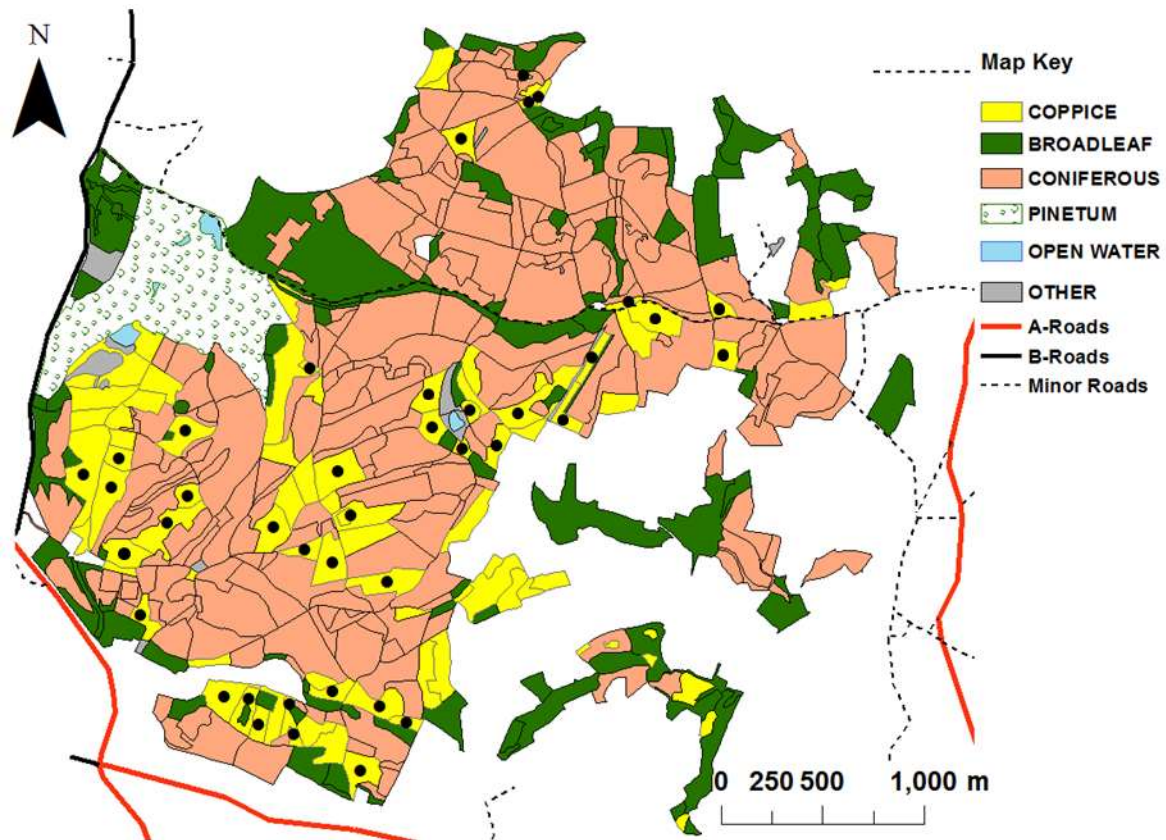 N
Map Key
COPPICE
BROADLEAF
CONIFEROUS
PINETUM
OPEN WATER
OTHER
A-Roads
B-Roads
Minor Roads
0 250 500 1,000 m